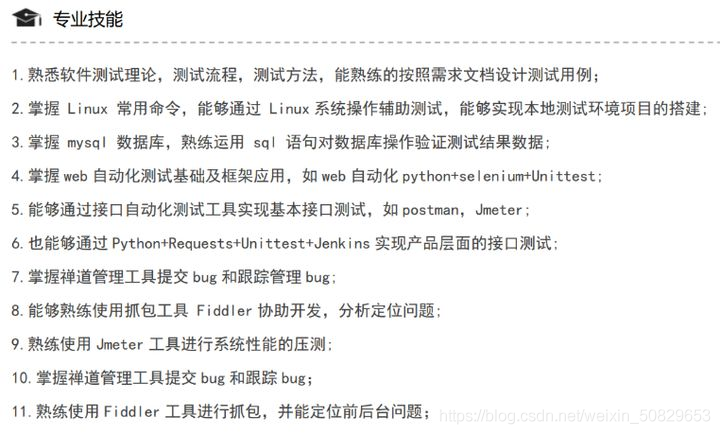 专业技能
1. 熟悉软件测试理论，测试流程，测试方法，能熟练的按照需求文档设计测试用例；
2. 掌握 Linux 常用命令，能够通过 Linux 系统操作辅助测试，能够实现本地测试环境项目的搭建;
3. 掌握 mysql 数据库，熟练运用 sql 语句对数据库操作验证测试结果数据;
4. 掌握 web 自动化测试基础及框架应用，如 web 自动化 python+selenium+Unittest;
5. 能够通过接口自动化测试工具实现基本接口测试，如 postman，Jmeter;
6. 也能够通过 Python+Requests+Unittest+Jenkins 实现产品层面的接口测试;
7. 掌握禅道管理工具提交 bug 和跟踪管理 bug;
8. 能够熟练使用抓包工具 Fiddler 协助开发，分析定位问题;
9. 熟练使用 Jmeter 工具进行系统性能的压测;
10. 掌握禅道管理工具提交 bug 和跟踪 bug；
11. 熟练使用 Fiddler 工具进行抓包，并能定位前后台问题；
https://blog.csdn.net/weixin_50829653